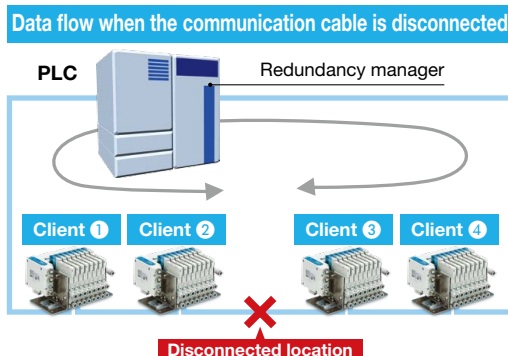 Data flow when the communication cable is disconnected
PLC
Redundancy manager
Client ❶
Client ❷
Client ❸
Client ❹
Disconnected location